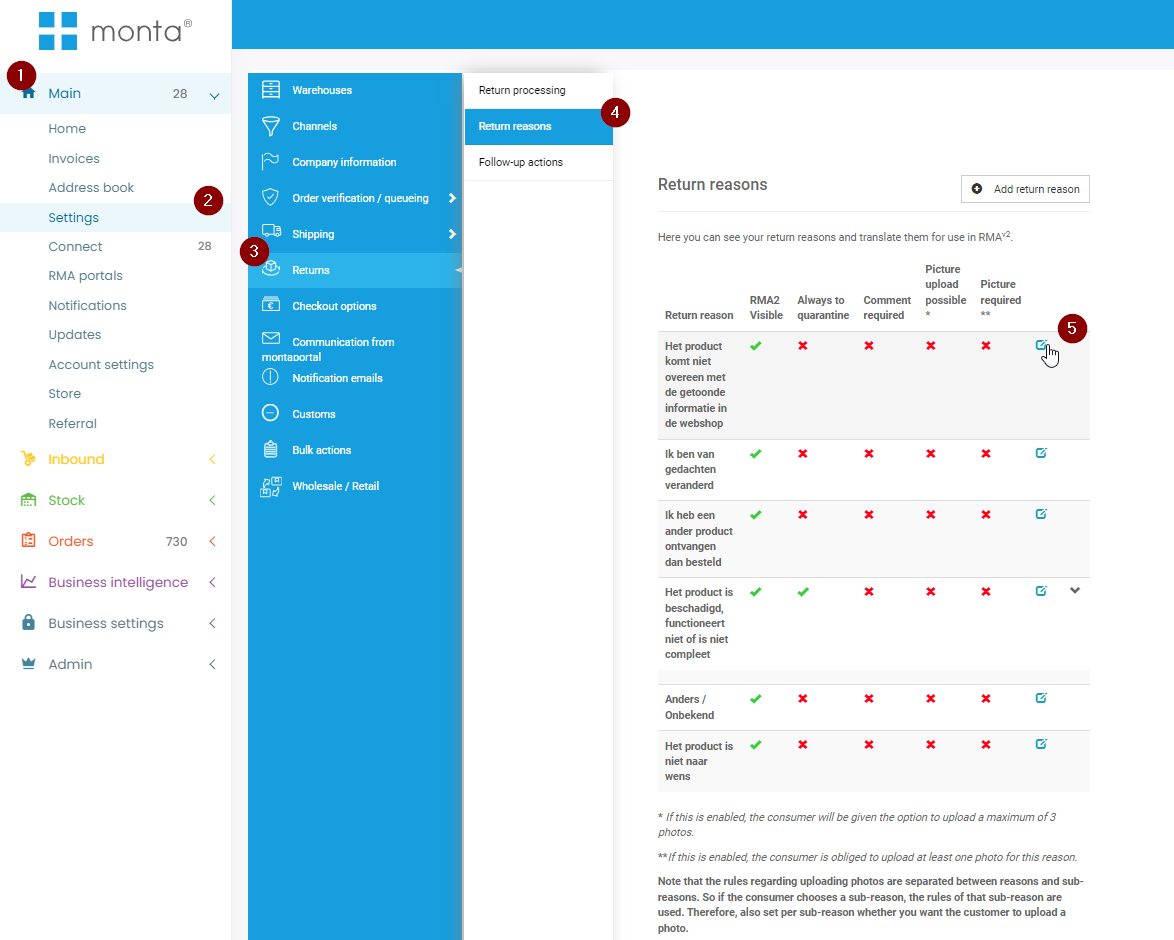 monta®
1
Main 28
Home
Invoices
Address book
2
Settings
Connect 28
RMA portals
Notifications
Updates
Account settings
Store
Referral
Inbound
Stock
Orders 730
Business intelligence
Business settings
Admin
Warehouses
Channels
Company information
Order verification / queueing
Shipping
3
Returns
Checkout options
Communication from
montaportal
Notification emails
Customs
Bulk actions
Wholesale / Retail
Return processing
4
Return reasons
Follow-up actions
Return reasons
Add return reason
Here you can see your return reasons and translate them for use in RMAv2.
Return reason
RMA2
Visible
Always to
quarantine
Comment
required
Picture
upload
possible
*
Picture
required
**
5
Het product
komt niet
overeen met
de getoonde
informatie in
de webshop
Ik ben van
gedachten
veranderd
Ik heb een
ander product
ontvangen
dan besteld
Het product is
beschadigd,
functioneert
niet of is niet
compleet
Anders /
Onbekend
Het product is
niet naar
wens
* If this is enabled, the consumer will be given the option to upload a maximum of 3
photos.
**If this is enabled, the consumer is obliged to upload at least one photo for this reason.
Note that the rules regarding uploading photos are separated between reasons and sub-
reasons. So if the consumer chooses a sub-reason, the rules of that sub-reason are
used. Therefore, also set per sub-reason whether you want the customer to upload a
photo.